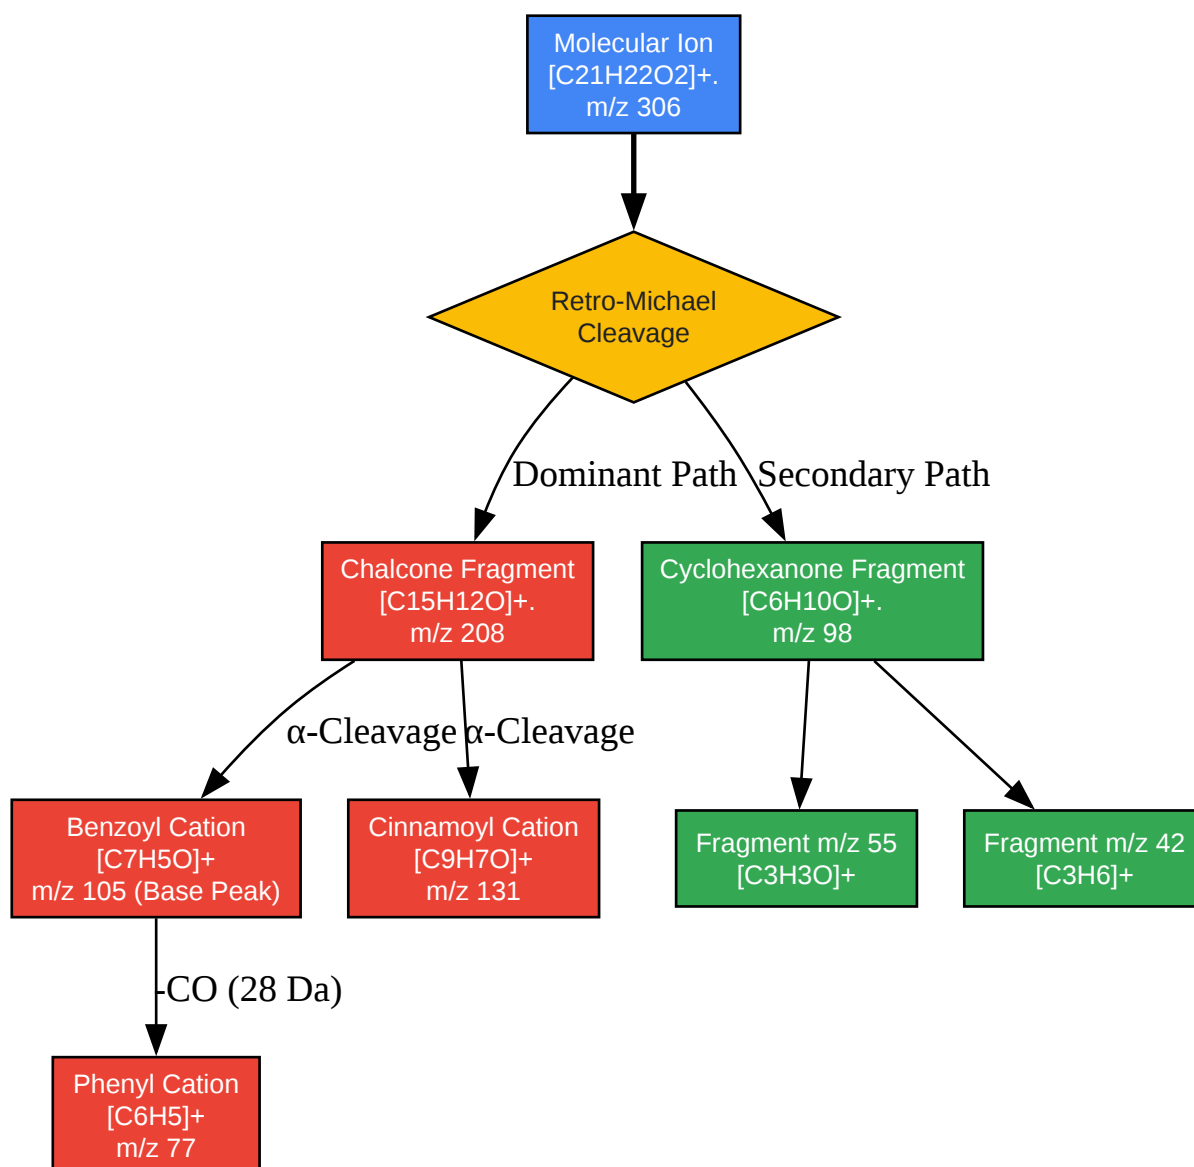 Molecular Ion
[C21H22O2]+.
m/z 306
Retro-Michael
Cleavage
Dominant Path
Secondary Path
Chalcone Fragment
[C15H12O]+.
m/z 208
Cyclohexanone Fragment
[C6H10O]+.
m/z 98
α-Cleavage
α-Cleavage
Benzoyl Cation
[C7H5O]+
m/z 105 (Base Peak)
Cinnamoyl Cation
[C9H7O]+
m/z 131
Fragment m/z 55
[C3H3O]+
Fragment m/z 42
[C3H6]+
-CO (28 Da)
Phenyl Cation
[C6H5]+
m/z 77